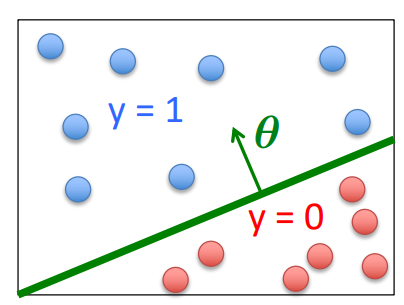 y = 1
θ
y = 0